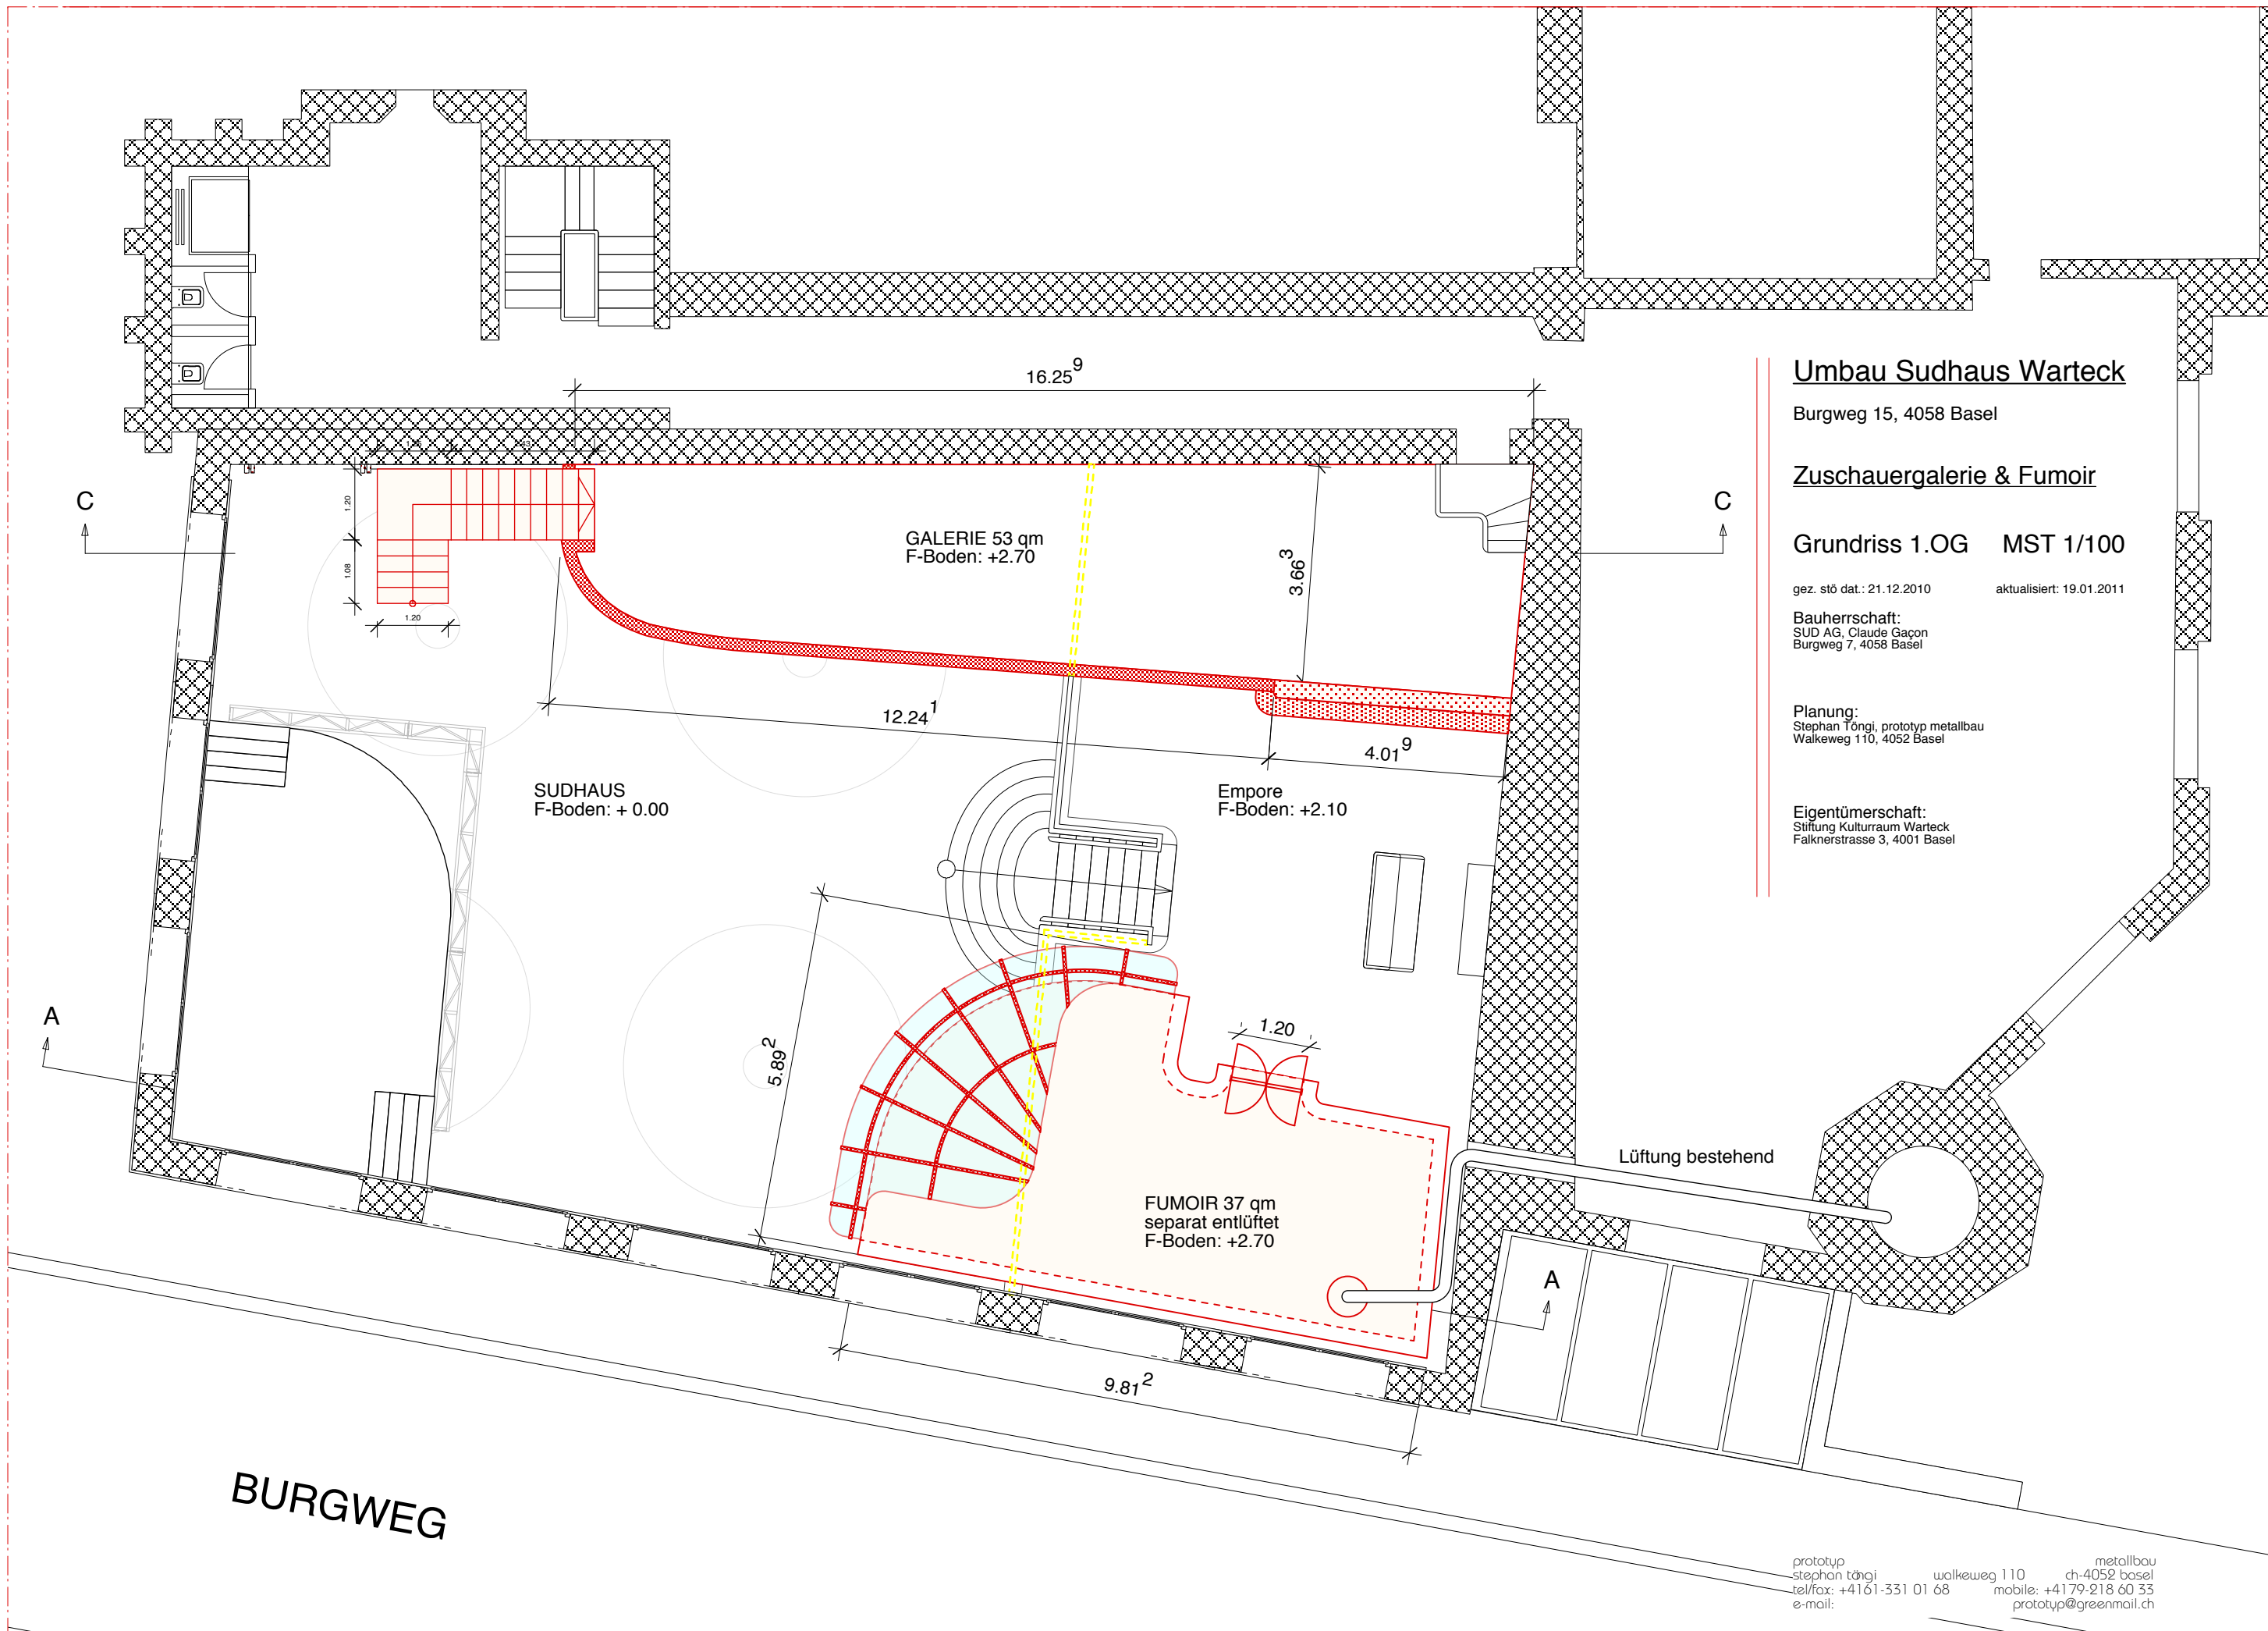 16.25⁹
Umbau Sudhaus Warteck
Burgweg 15, 4058 Basel
Zuschauergalerie & Fumoir
Grundriss 1.OG MST 1/100
gez. stö dat.: 21.12.2010 aktualisiert: 19.01.2011
Bauherrschaft:
SUD AG, Claude Gaçon
Burgweg 7, 4058 Basel
Planung:
Stephan Töngi, prototyp metallbau
Walkeweg 110, 4052 Basel
Eigentümerschaft:
Stiftung Kulturraum Warteck
Falknerstrasse 3, 4001 Basel
C
C
1.20
1.08
1.20
GALERIE 53 qm
F-Boden: +2.70
3.66³
12.24¹
4.01⁹
SUDHAUS
F-Boden: + 0.00
Empore
F-Boden: +2.10
A
5.89²
1.20
Lüftung bestehend
FUMOIR 37 qm
separat entlüftet
F-Boden: +2.70
A
9.81²
BURGWEG
prototyp metallbau
stephan töngi walkeweg 110 ch-4052 basel
tel/fax: +4161-331 01 68 mobile: +4179-218 60 33
e-mail: prototyp@greenmail.ch